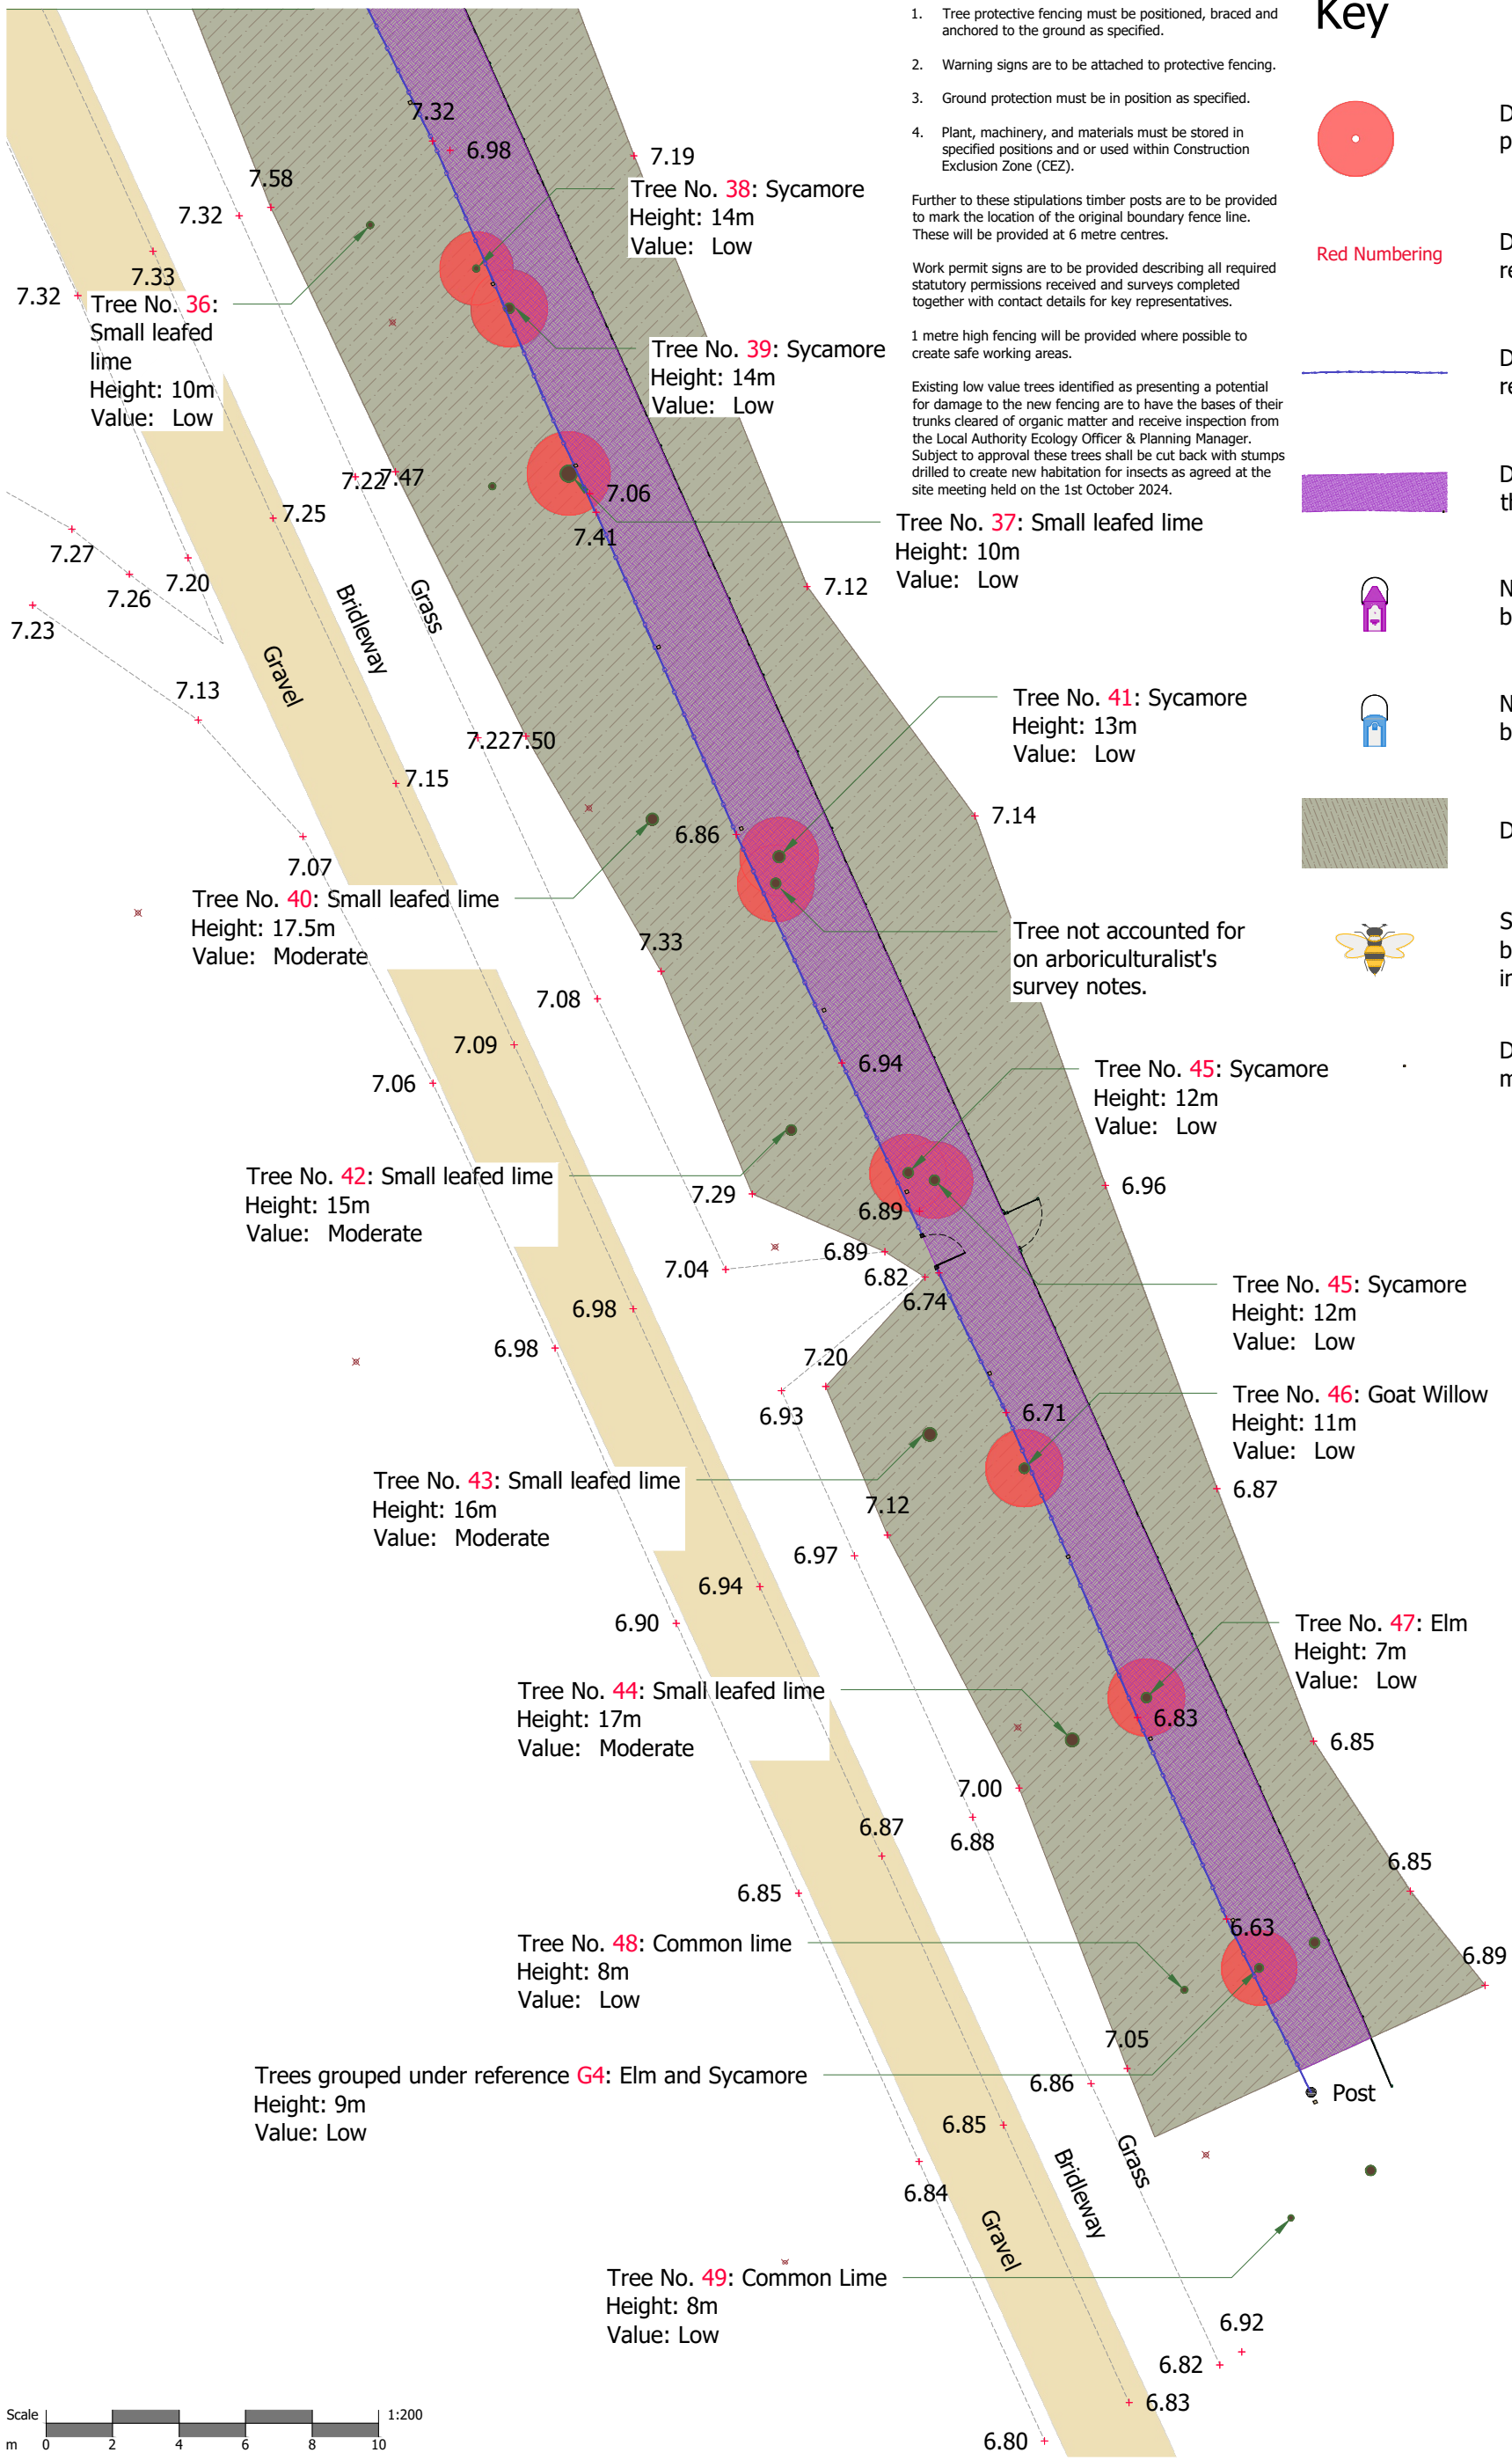 1. Tree protective fencing must be positioned, braced and
anchored to the ground as specified.
2. Warning signs are to be attached to protective fencing.
3. Ground protection must be in position as specified.
4. Plant, machinery, and materials must be stored in
specified positions and or used within Construction
Exclusion Zone (CEZ).
Further to these stipulations timber posts are to be provided
to mark the location of the original boundary fence line.
These will be provided at 6 metre centres.
Work permit signs are to be provided describing all required
statutory permissions received and surveys completed
together with contact details for key representatives.
1 metre high fencing will be provided where possible to
create safe working areas.
Existing low value trees identified as presenting a potential
for damage to the new fencing are to have the bases of their
trunks cleared of organic matter and receive inspection from
the Local Authority Ecology Officer & Planning Manager.
Subject to approval these trees shall be cut back with stumps
drilled to create new habitation for insects as agreed at the
site meeting held on the 1st October 2024.
Key
D
p
Red Numbering
D
re
D
re
D
th
N
b
N
b
D
S
b
in
D
m
7.32
6.98
7.19
7.58
7.32
7.33
7.32
Tree No. 38: Sycamore
Height: 14m
Value: Low
Tree No. 36:
Small leafed
lime
Height: 10m
Value: Low
Tree No. 39: Sycamore
Height: 14m
Value: Low
7.22
7.47
7.06
7.41
7.25
Tree No. 37: Small leafed lime
Height: 10m
Value: Low
7.27
7.26
7.20
7.23
7.12
Bridleway
Grass
Gravel
7.13
Tree No. 41: Sycamore
Height: 13m
Value: Low
7.22
7.50
7.15
7.14
6.86
7.07
Tree No. 40: Small leafed lime
Height: 17.5m
Value: Moderate
7.33
Tree not accounted for
on arboriculturalist's
survey notes.
7.08
7.09
7.06
6.94
Tree No. 45: Sycamore
Height: 12m
Value: Low
Tree No. 42: Small leafed lime
Height: 15m
Value: Moderate
7.29
6.96
6.89
6.89
7.04
6.82
6.74
6.98
6.98
Tree No. 45: Sycamore
Height: 12m
Value: Low
7.20
6.93
6.71
Tree No. 46: Goat Willow
Height: 11m
Value: Low
Tree No. 43: Small leafed lime
Height: 16m
Value: Moderate
6.87
7.12
6.97
6.94
6.90
Tree No. 47: Elm
Height: 7m
Value: Low
Tree No. 44: Small leafed lime
Height: 17m
Value: Moderate
6.83
6.85
7.00
6.87
6.88
6.85
6.85
6.63
Tree No. 48: Common lime
Height: 8m
Value: Low
6.89
7.05
Trees grouped under reference G4: Elm and Sycamore
Height: 9m
Value: Low
6.86
Post
6.85
6.84
Grass
Bridleway
Gravel
Tree No. 49: Common Lime
Height: 8m
Value: Low
6.92
6.82
6.83
6.80
Scale 1:200
m 0 2 4 6 8 10